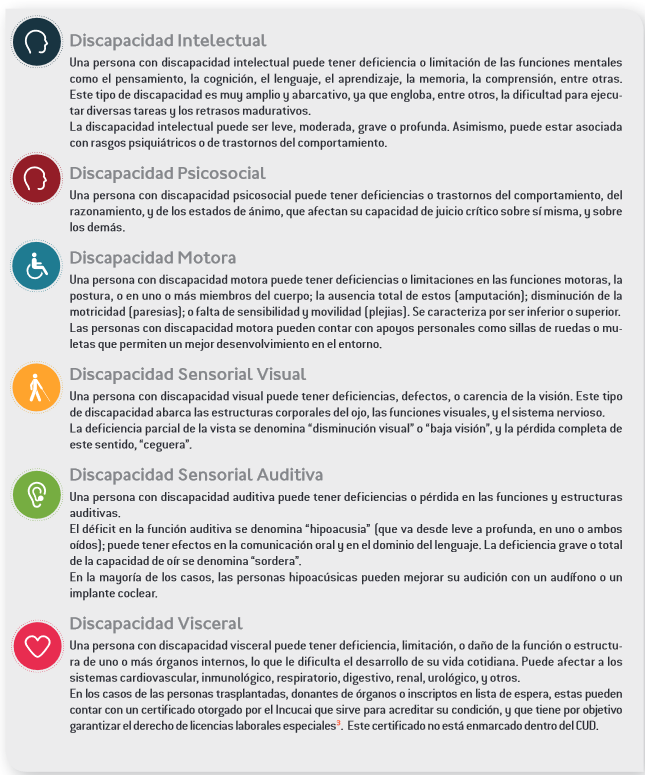 Discapacidad Intelectual
Una persona con discapacidad intelectual puede tener deficiencia o limitación de las funciones mentales
como el pensamiento, la cognición, el lenguaje, el aprendizaje, la memoria, la comprensión, entre otras.
Este tipo de discapacidad es muy amplio y abarcativo, ya que engloba, entre otros, la dificultad para ejecu-
tar diversas tareas y los retrasos madurativos.
La discapacidad intelectual puede ser leve, moderada, grave o profunda. Asimismo, puede estar asociada
con rasgos psiquiátricos o de trastornos del comportamiento.
Discapacidad Psicosocial
Una persona con discapacidad psicosocial puede tener deficiencias o trastornos del comportamiento, del
razonamiento, y de los estados de ánimo, que afectan su capacidad de juicio crítico sobre sí misma, y sobre
los demás.
Discapacidad Motora
Una persona con discapacidad motora puede tener deficiencias o limitaciones en las funciones motoras, la
postura, o en uno o más miembros del cuerpo; la ausencia total de estos (amputación); disminución de la
motricidad (paresias); o falta de sensibilidad y movilidad (plejias). Se caracteriza por ser inferior o superior.
Las personas con discapacidad motora pueden contar con apoyos personales como sillas de ruedas o mu-
letas que permiten un mejor desenvolvimiento en el entorno.
Discapacidad Sensorial Visual
Una persona con discapacidad visual puede tener deficiencias, defectos, o carencia de la visión. Este tipo
de discapacidad abarca las estructuras corporales del ojo, las funciones visuales, y el sistema nervioso.
La deficiencia parcial de la vista se denomina “disminución visual” o “baja visión”, y la pérdida completa de
este sentido, “ceguera”.
Discapacidad Sensorial Auditiva
Una persona con discapacidad auditiva puede tener deficiencias o pérdida en las funciones y estructuras
auditivas.
El déficit en la función auditiva se denomina “hipoacusia” (que va desde leve a profunda, en uno o ambos
oídos); puede tener efectos en la comunicación oral y en el dominio del lenguaje. La deficiencia grave o total
de la capacidad de oír se denomina “sordera”.
En la mayoría de los casos, las personas hipoacúsicas pueden mejorar su audición con un audífono o un
implante coclear.
Discapacidad Visceral
Una persona con discapacidad visceral puede tener deficiencia, limitación, o daño de la función o estructu-
ra de uno o más órganos internos, lo que le dificulta el desarrollo de su vida cotidiana. Puede afectar a los
sistemas cardiovascular, inmunológico, respiratorio, digestivo, renal, urológico, y otros.
En los casos de las personas trasplantadas, donantes de órganos o inscriptos en lista de espera, estas pueden
contar con un certificado otorgado por el Incucai que sirve para acreditar su condición, y que tiene por objetivo
garantizar el derecho de licencias laborales especiales³. Este certificado no está enmarcado dentro del CUD.